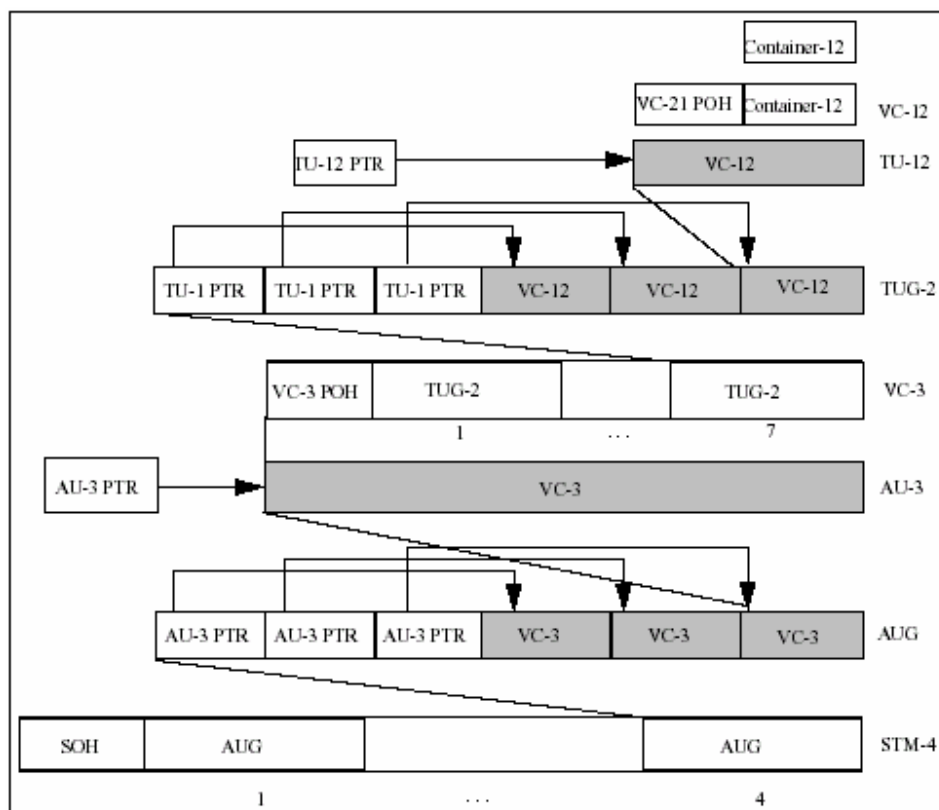 Container-12
VC-21 POH Container-12 VC-12
TU-12 PTR VC-12 TU-12
TU-1 PTR TU-1 PTR TU-1 PTR VC-12 VC-12 VC-12 TUG-2
VC-3 POH TUG-2 TUG-2 VC-3
1 ... 7
AU-3 PTR VC-3 AU-3
AU-3 PTR AU-3 PTR AU-3 PTR VC-3 VC-3 VC-3 AUG
SOH AUG AUG STM-4
1 ... 4